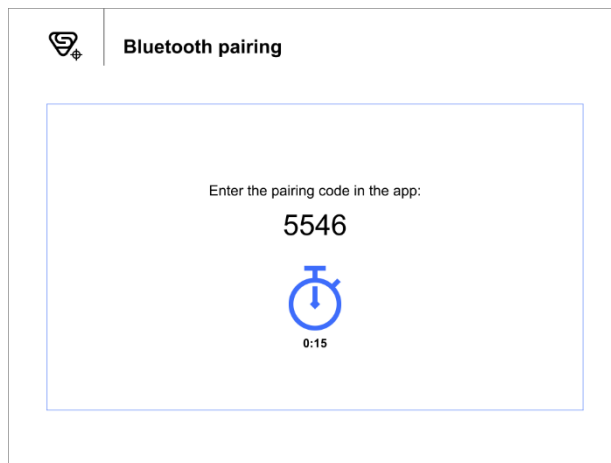 Bluetooth pairing
Enter the pairing code in the app:
5546
0:15